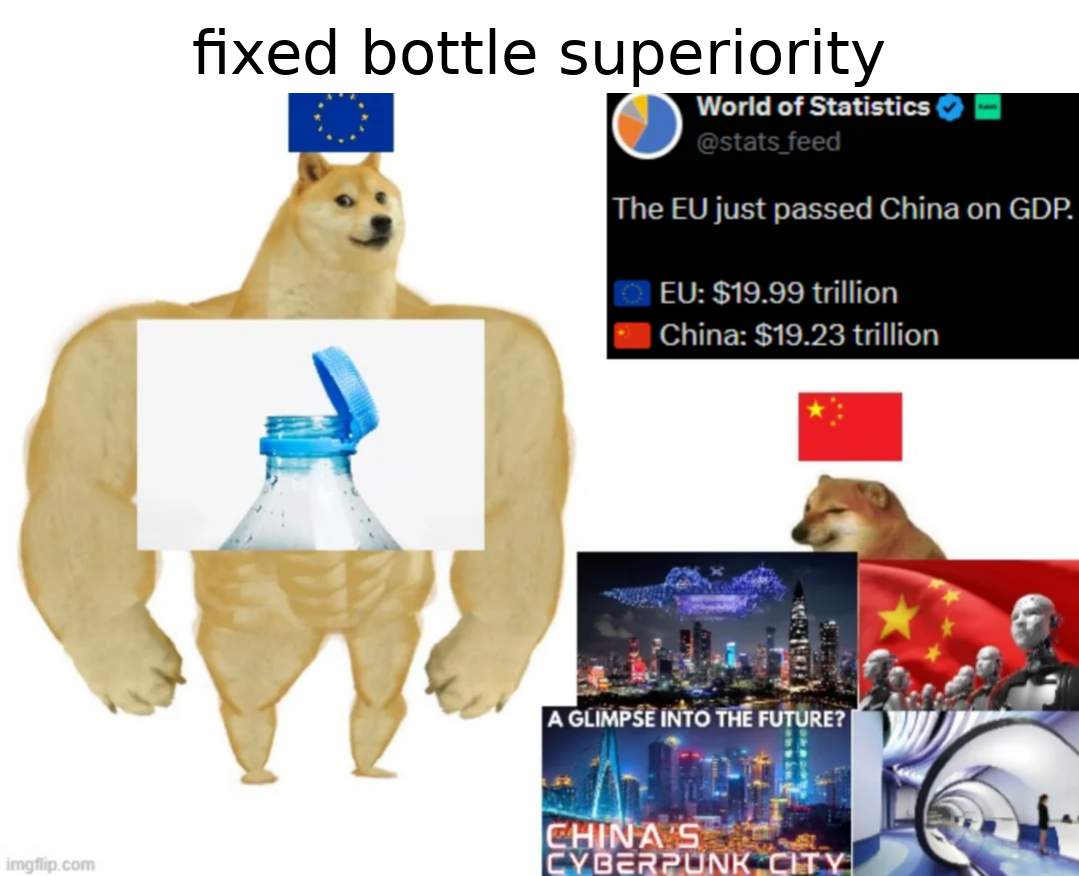 fixed bottle superiority
World of Statistics
@stats_feed
The EU just passed China on GDP.
EU: $19.99 trillion
China: $19.23 trillion
A GLIMPSE INTO THE FUTURE?
CHINA'S
CYBERPUNK CITY
imgflip.com